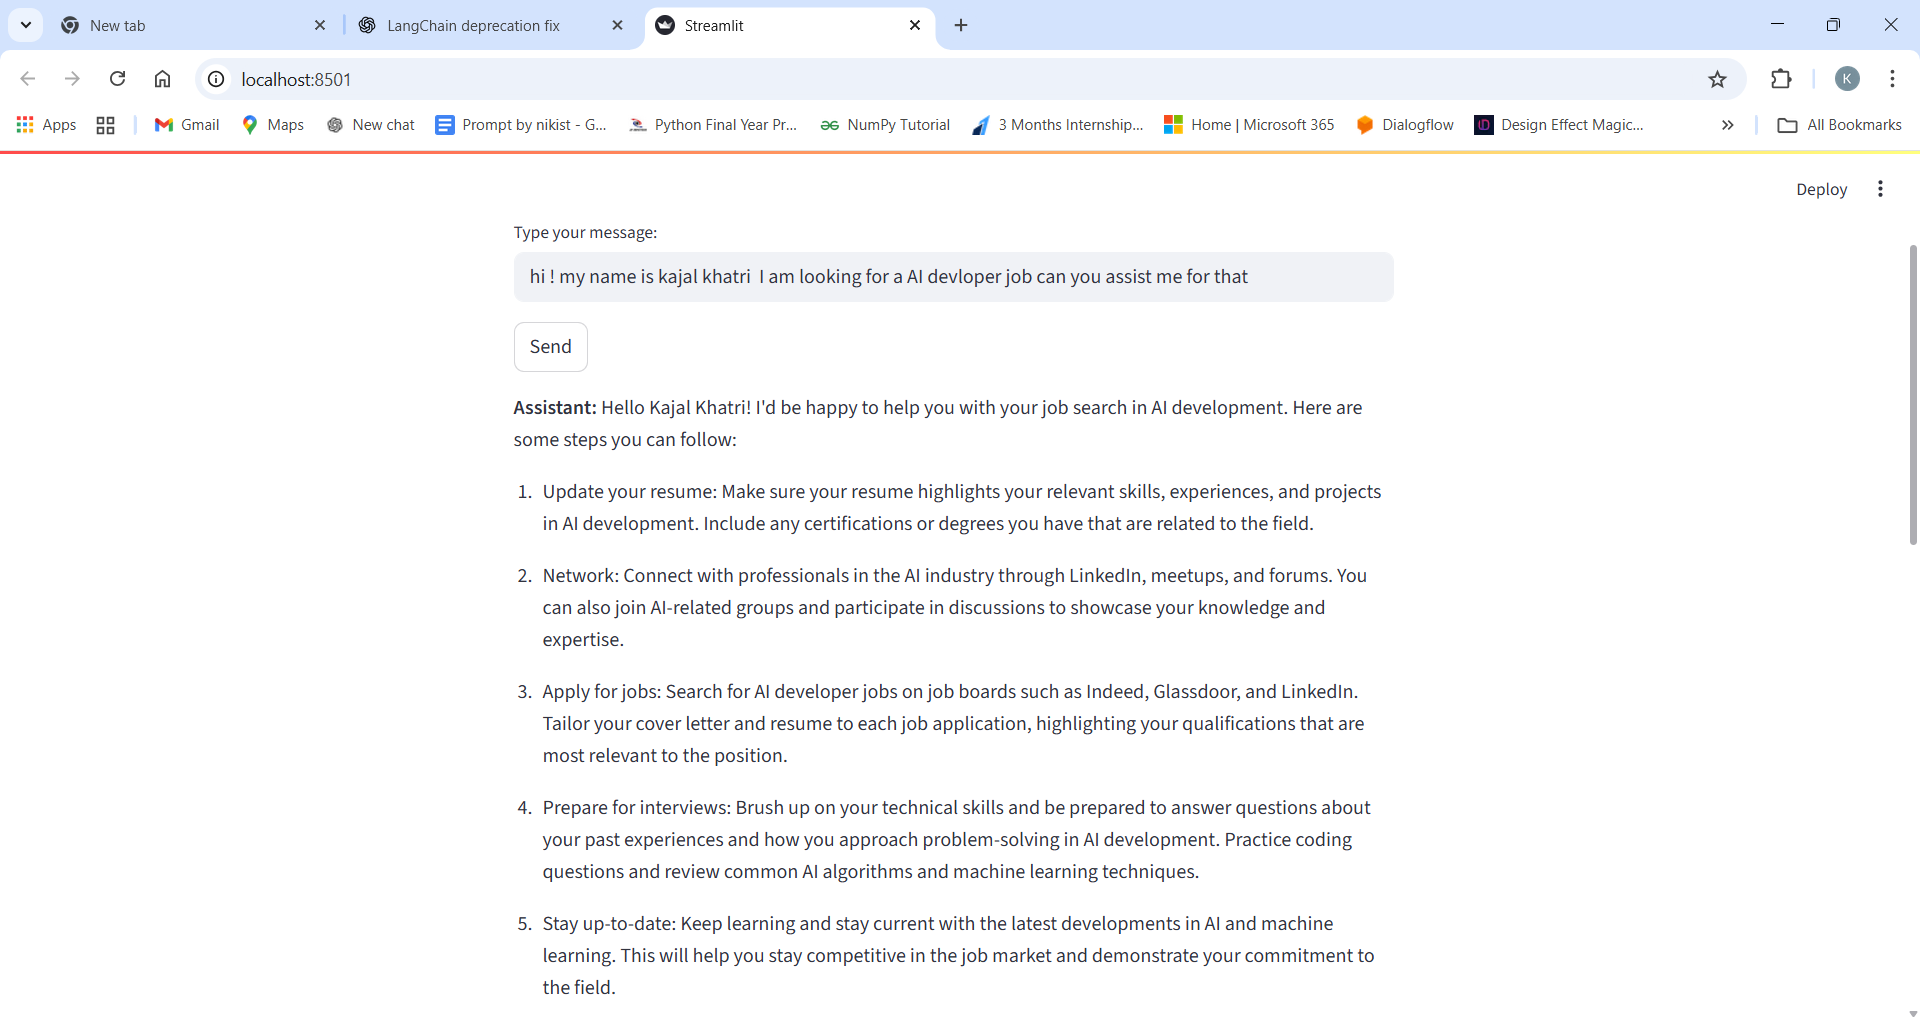 New tab
LangChain deprecation fix
Streamlit
localhost:8501
K
Apps
Gmail
Maps
New chat
Prompt by nikist - G...
Python Final Year Pr...
NumPy Tutorial
3 Months Internship...
Home | Microsoft 365
Dialogflow
Design Effect Magic...
All Bookmarks
Deploy
Type your message:
hi ! my name is kajal khatri  I am looking for a AI devloper job can you assist me for that
Send
Assistant: Hello Kajal Khatri! I'd be happy to help you with your job search in AI development. Here are
some steps you can follow:
1. Update your resume: Make sure your resume highlights your relevant skills, experiences, and projects
in AI development. Include any certifications or degrees you have that are related to the field.
2. Network: Connect with professionals in the AI industry through LinkedIn, meetups, and forums. You
can also join AI-related groups and participate in discussions to showcase your knowledge and
expertise.
3. Apply for jobs: Search for AI developer jobs on job boards such as Indeed, Glassdoor, and LinkedIn.
Tailor your cover letter and resume to each job application, highlighting your qualifications that are
most relevant to the position.
4. Prepare for interviews: Brush up on your technical skills and be prepared to answer questions about
your past experiences and how you approach problem-solving in AI development. Practice coding
questions and review common AI algorithms and machine learning techniques.
5. Stay up-to-date: Keep learning and stay current with the latest developments in AI and machine
learning. This will help you stay competitive in the job market and demonstrate your commitment to
the field.